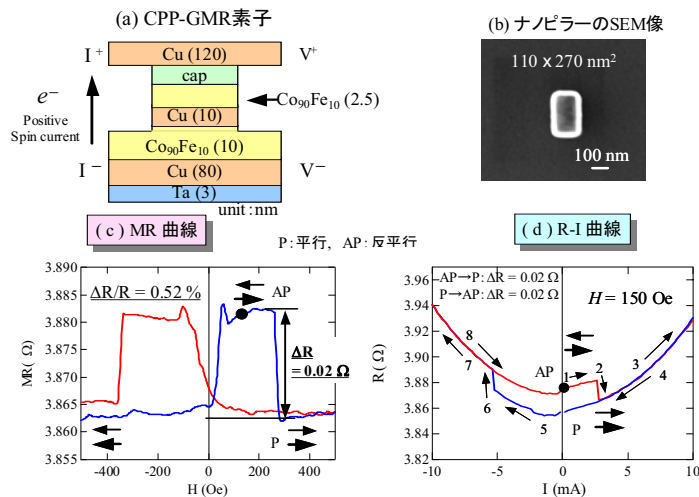 (a) CPP-GMR素子
I⁺
Cu (120)
V⁺
cap
e⁻
Positive
Spin current
Co₉₀Fe₁₀ (2.5)
Cu (10)
Co₉₀Fe₁₀ (10)
I⁻
Cu (80)
V⁻
Ta (3)
unit:nm
(b) ナノピラーのSEM像
110 x 270 nm²
100 nm
(c) MR 曲線
P:平行, AP:反平行
(d) R-I 曲線
3.890
3.885
3.880
3.875
3.870
3.865
3.860
3.855
MR( Ω)
ΔR/R = 0.52 %
AP
ΔR
= 0.02 Ω
P
-400
-200
0
200
400
H (Oe)
3.98
3.96
3.94
3.92
3.90
3.88
3.86
3.84
3.82
R( Ω)
AP→P: ΔR = 0.02 Ω
P→AP: ΔR = 0.02 Ω
H = 150 Oe
AP
1
2
3
4
5
6
7
8
P
-10
-5
0
5
10
I (mA)